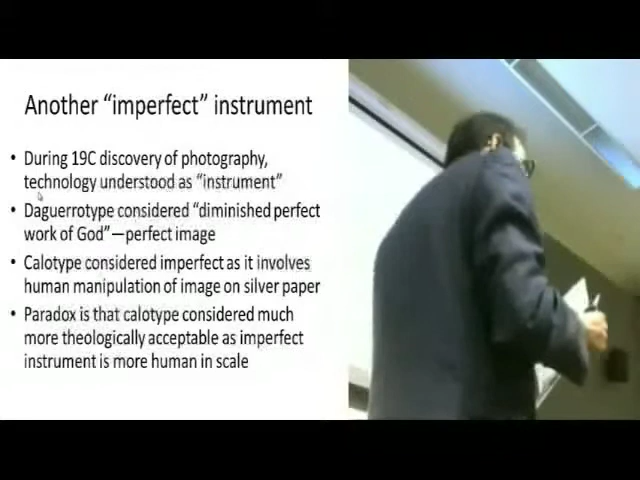 Another “imperfect” instrument
• During 19C discovery of photography,
technology understood as “instrument”
• Daguerrotype considered “diminished perfect
work of God”—perfect image
• Calotype considered imperfect as it involves
human manipulation of image on silver paper
• Paradox is that calotype considered much
more theologically acceptable as imperfect
instrument is more human in scale